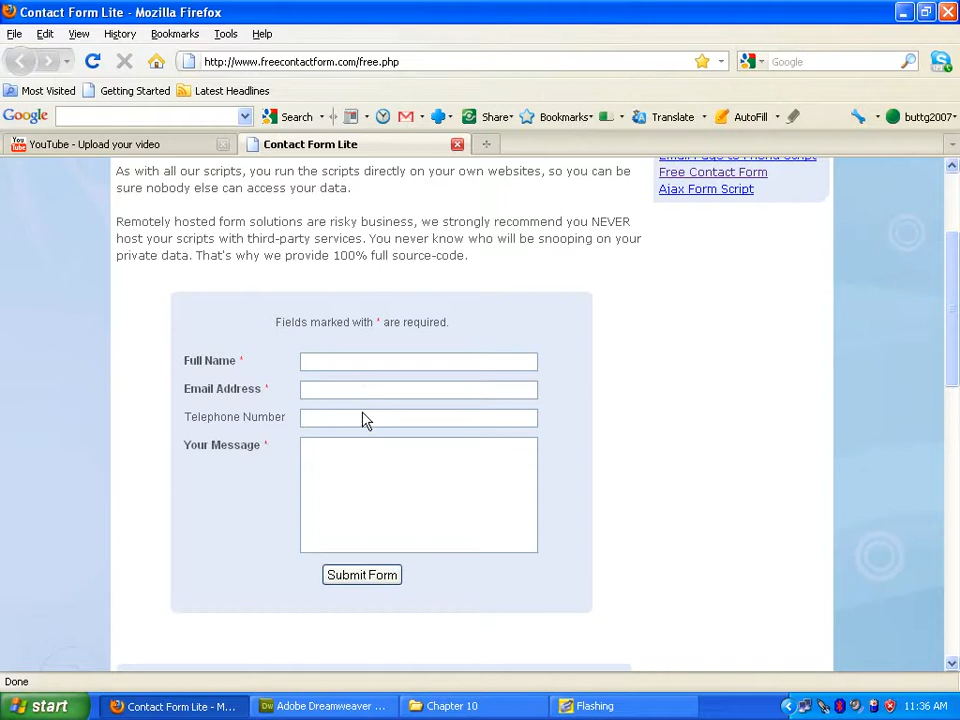 Contact Form Lite - Mozilla Firefox
File Edit View History Bookmarks Tools Help
http://www.freecontactform.com/free.php
Google
Most Visited Getting Started Latest Headlines
Google Search Share Bookmarks Translate AutoFill buttg2007
YouTube - Upload your video Contact Form Lite
Email Page to Friend Script
As with all our scripts, you run the scripts directly on your own websites, so you can be
Free Contact Form
sure nobody else can access your data.
Ajax Form Script
Remotely hosted form solutions are risky business, we strongly recommend you NEVER
host your scripts with third-party services. You never know who will be snooping on your
private data. That's why we provide 100% full source-code.
Fields marked with * are required.
Full Name *
Email Address *
Telephone Number
Your Message *
Submit Form
Done
start Contact Form Lite - M... Adobe Dreamweaver ... Chapter 10 Flashing 11:36 AM